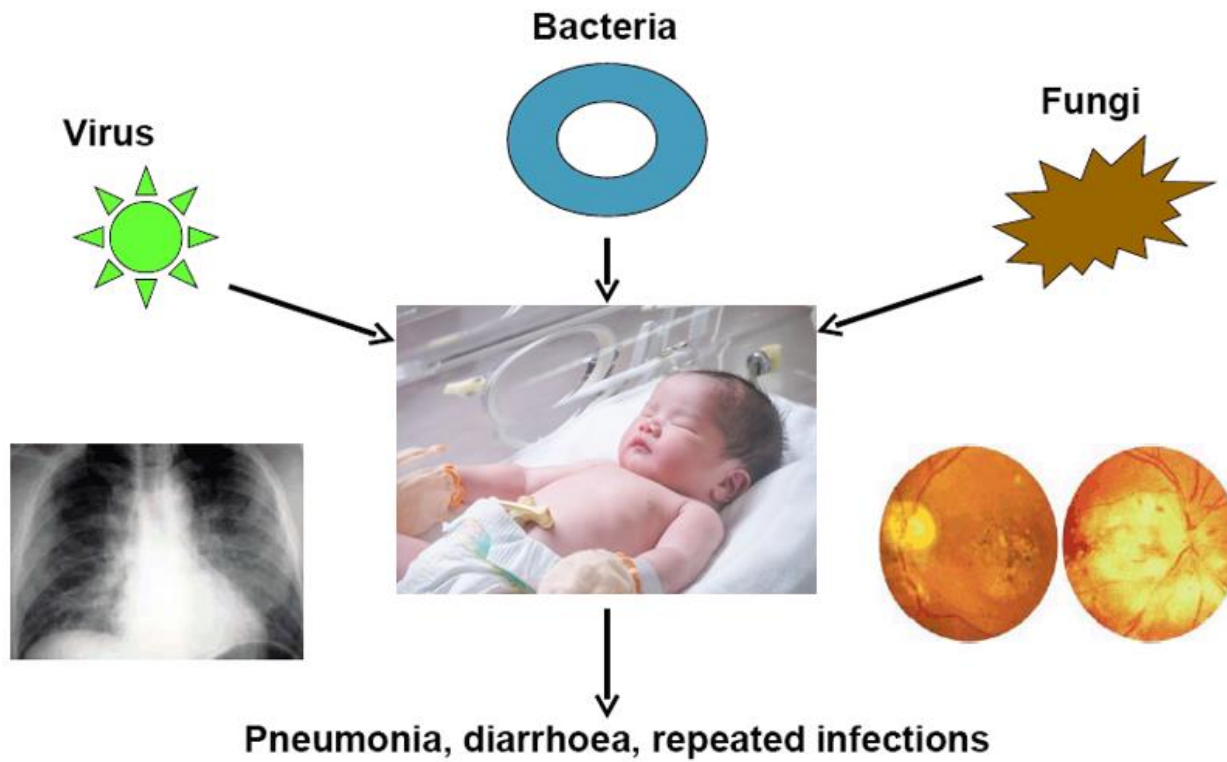 Bacteria
Virus
Fungi
Pneumonia, diarrhoea, repeated infections